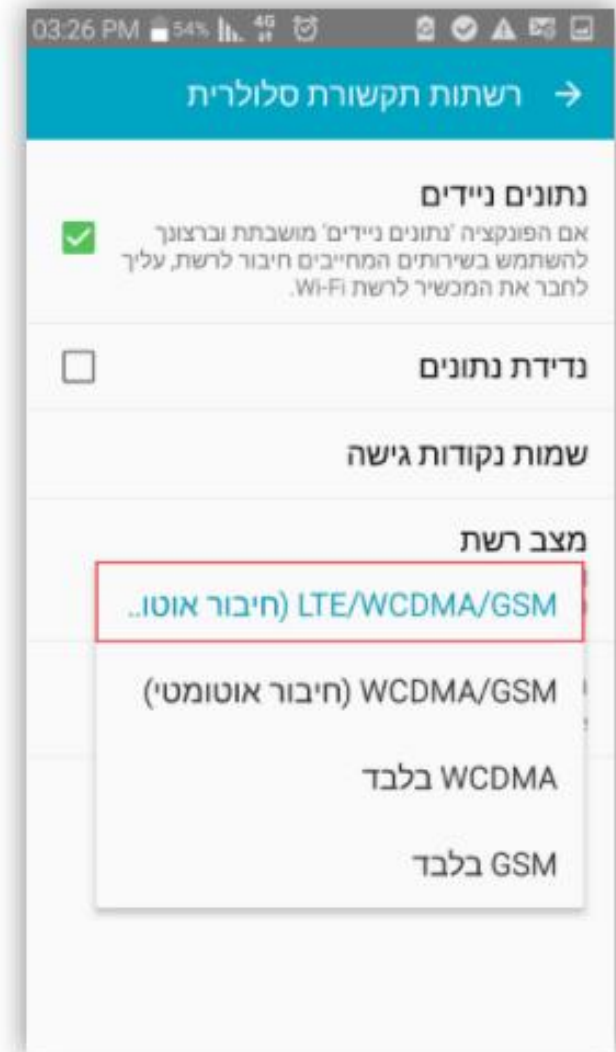 03:26 PM 54% 4G
רשתות תקשורת סלולרית
נתונים ניידים
אם הפונקציה 'נתונים ניידים' מושבתת וברצונך
להשתמש בשירותים המחייבים חיבור לרשת, עליך
לחבר את המכשיר לרשת Wi-Fi.
נדידת נתונים
שמות נקודות גישה
מצב רשת
LTE/WCDMA/GSM (חיבור אוטו..
WCDMA/GSM (חיבור אוטומטי)
WCDMA בלבד
GSM בלבד